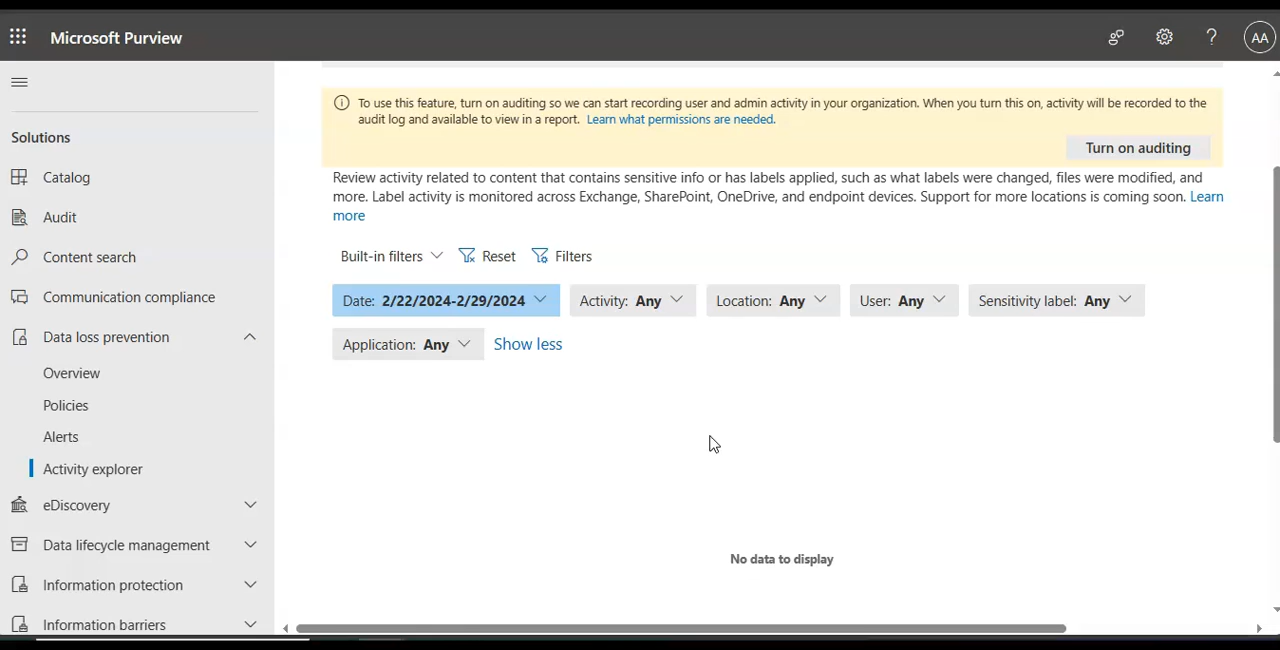 Microsoft Purview
?
AA
To use this feature, turn on auditing so we can start recording user and admin activity in your organization. When you turn this on, activity will be recorded to the
audit log and available to view in a report. Learn what permissions are needed.
Turn on auditing
Solutions
Catalog
Audit
Content search
Communication compliance
Data loss prevention
Overview
Policies
Alerts
Activity explorer
eDiscovery
Data lifecycle management
Information protection
Information barriers
Review activity related to content that contains sensitive info or has labels applied, such as what labels were changed, files were modified, and
more. Label activity is monitored across Exchange, SharePoint, OneDrive, and endpoint devices. Support for more locations is coming soon. Learn
more
Built-in filters Reset Filters
Date: 2/22/2024-2/29/2024 Activity: Any Location: Any User: Any Sensitivity label: Any
Application: Any Show less
No data to display